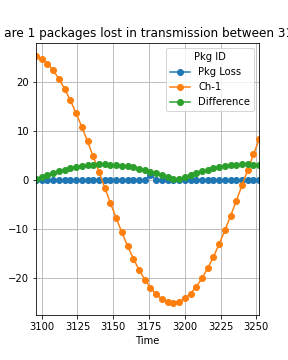 are 1 packages lost in transmission between 31
Pkg ID
Pkg Loss
Ch-1
Difference
20
10
0
−10
−20
3100
3125
3150
3175
3200
3225
3250
Time